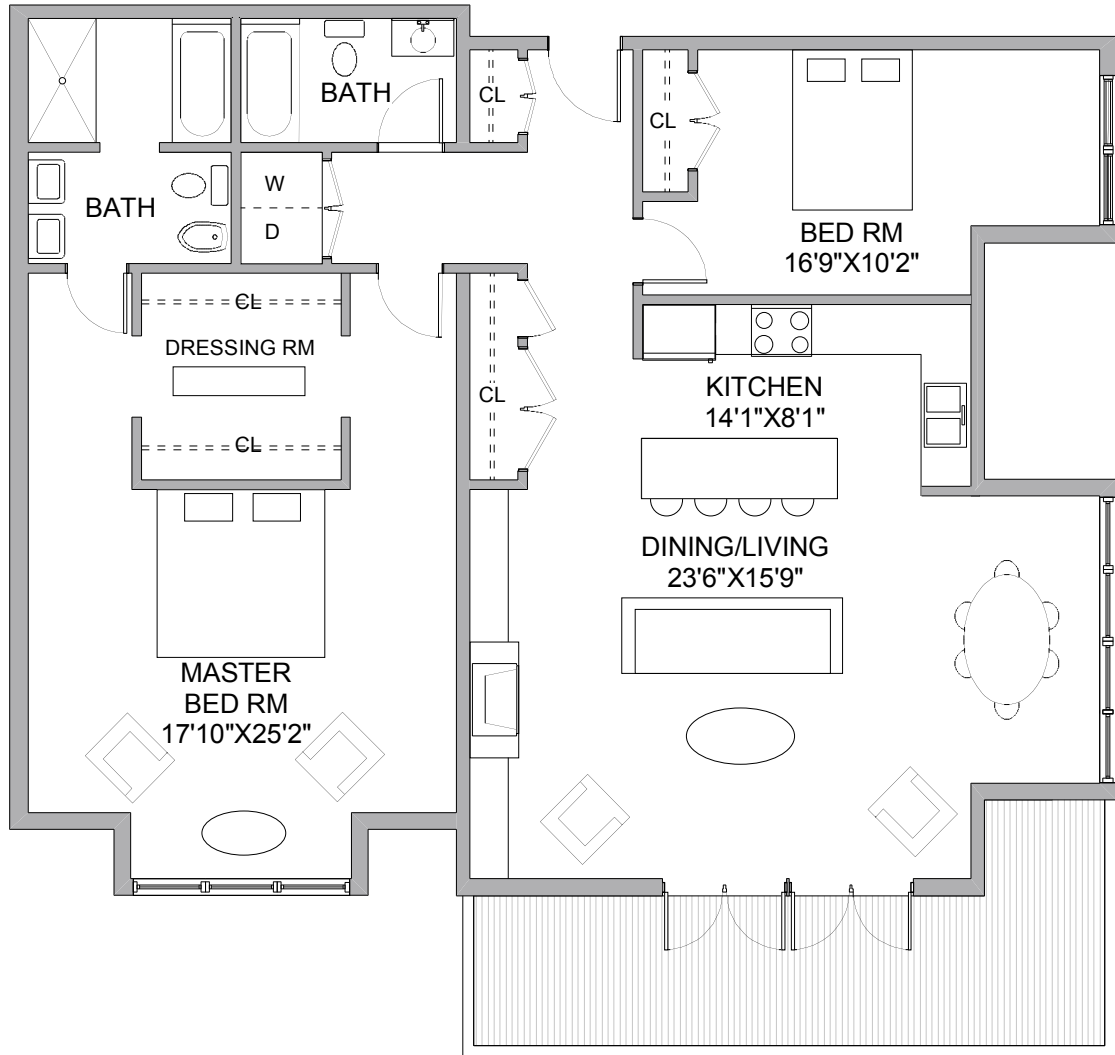 BATH
CL
CL
BATH
W
D
BED RM
16'9"X10'2"
CL
DRESSING RM
CL
CL
KITCHEN
14'1"X8'1"
DINING/LIVING
23'6"X15'9"
MASTER
BED RM
17'10"X25'2"